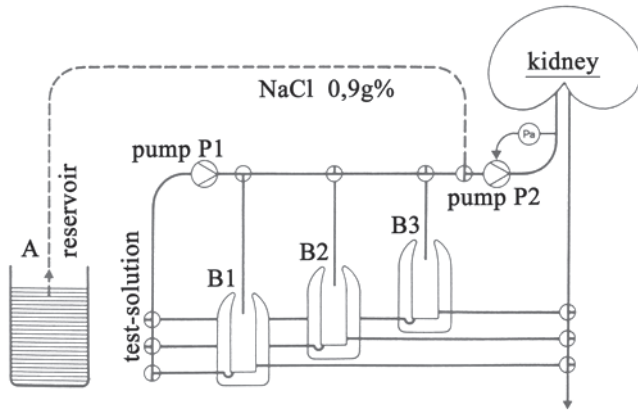 kidney
NaCl 0,9g%
Pa
pump P1
pump P2
A
reservoir
test-solution
B1
B2
B3